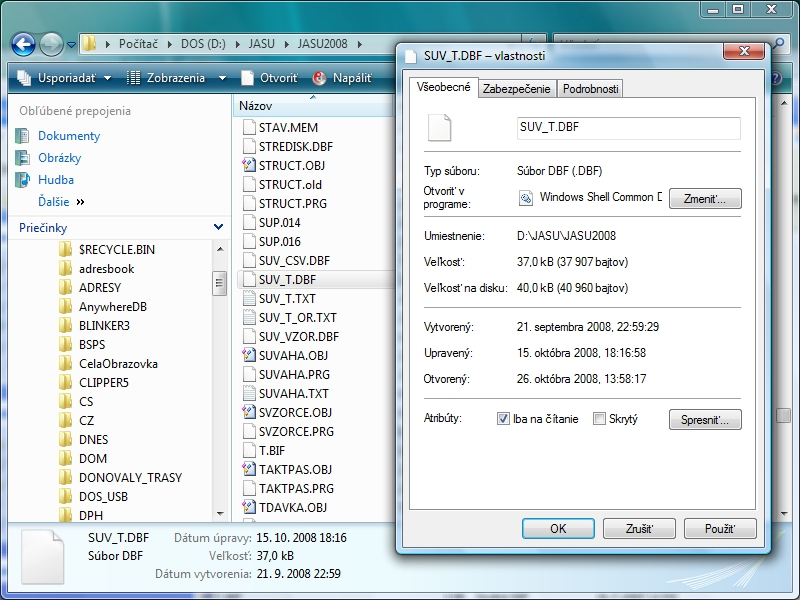 Počítač ▸ DOS (D:) ▸ JASU ▸ JASU2008 ▸
Usporiadať Zobrazenia Otvoriť Napáliť
Obľúbené prepojenia
Dokumenty
Obrázky
Hudba
Ďalšie »
Priečinky
$RECYCLE.BIN
adresbook
ADRESY
AnywhereDB
BLINKER3
BSPS
CelaObrazovka
CLIPPER5
CS
CZ
DNES
DOM
DONOVALY_TRASY
DOS_USB
DPH
Názov
STAV.MEM
STREDISK.DBF
STRUCT.OBJ
STRUCT.old
STRUCT.PRG
SUP.014
SUP.016
SUV_CSV.DBF
SUV_T.DBF
SUV_T.TXT
SUV_T_OR.TXT
SUV_VZOR.DBF
SUVAHA.OBJ
SUVAHA.PRG
SUVAHA.TXT
SVZORCE.OBJ
SVZORCE.PRG
T.BIF
TAKTPAS.OBJ
TAKTPAS.PRG
TDAVKA.OBJ
SUV_T.DBF – vlastnosti
Všeobecné Zabezpečenie Podrobnosti
SUV_T.DBF
Typ súboru: Súbor DBF (.DBF)
Otvoriť v
programe: Windows Shell Common D Zmeniť...
Umiestnenie: D:\JASU\JASU2008
Veľkosť: 37,0 kB (37 907 bajtov)
Veľkosť na disku: 40,0 kB (40 960 bajtov)
Vytvorený: 21. septembra 2008, 22:59:29
Upravený: 15. októbra 2008, 18:16:58
Otvorený: 26. októbra 2008, 13:58:17
Atribúty: Iba na čítanie Skrytý Spresniť...
OK Zrušiť Použiť
SUV_T.DBF Dátum úpravy: 15. 10. 2008 18:16
Súbor DBF Veľkosť: 37,0 kB
Dátum vytvorenia: 21. 9. 2008 22:59